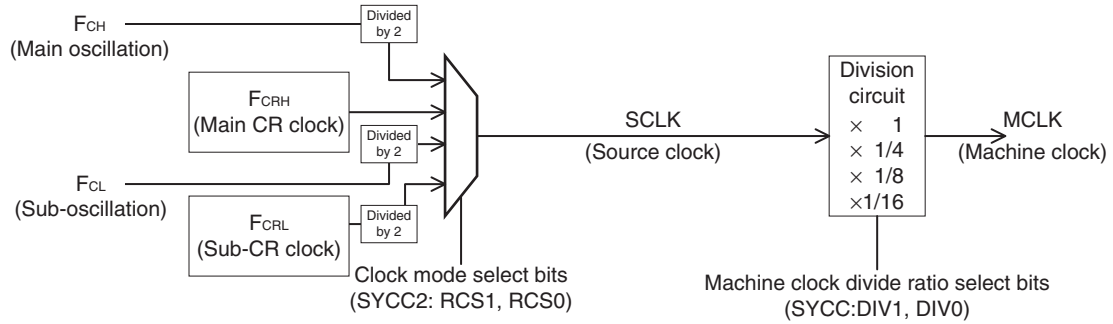 FCH
(Main oscillation)
Divided
by 2
FCRH
(Main CR clock)
Divided
by 2
FCL
(Sub-oscillation)
FCRL
(Sub-CR clock)
Divided
by 2
Clock mode select bits
(SYCC2: RCS1, RCS0)
SCLK
(Source clock)
Division
circuit
× 1
× 1/4
× 1/8
×1/16
MCLK
(Machine clock)
Machine clock divide ratio select bits
(SYCC:DIV1, DIV0)